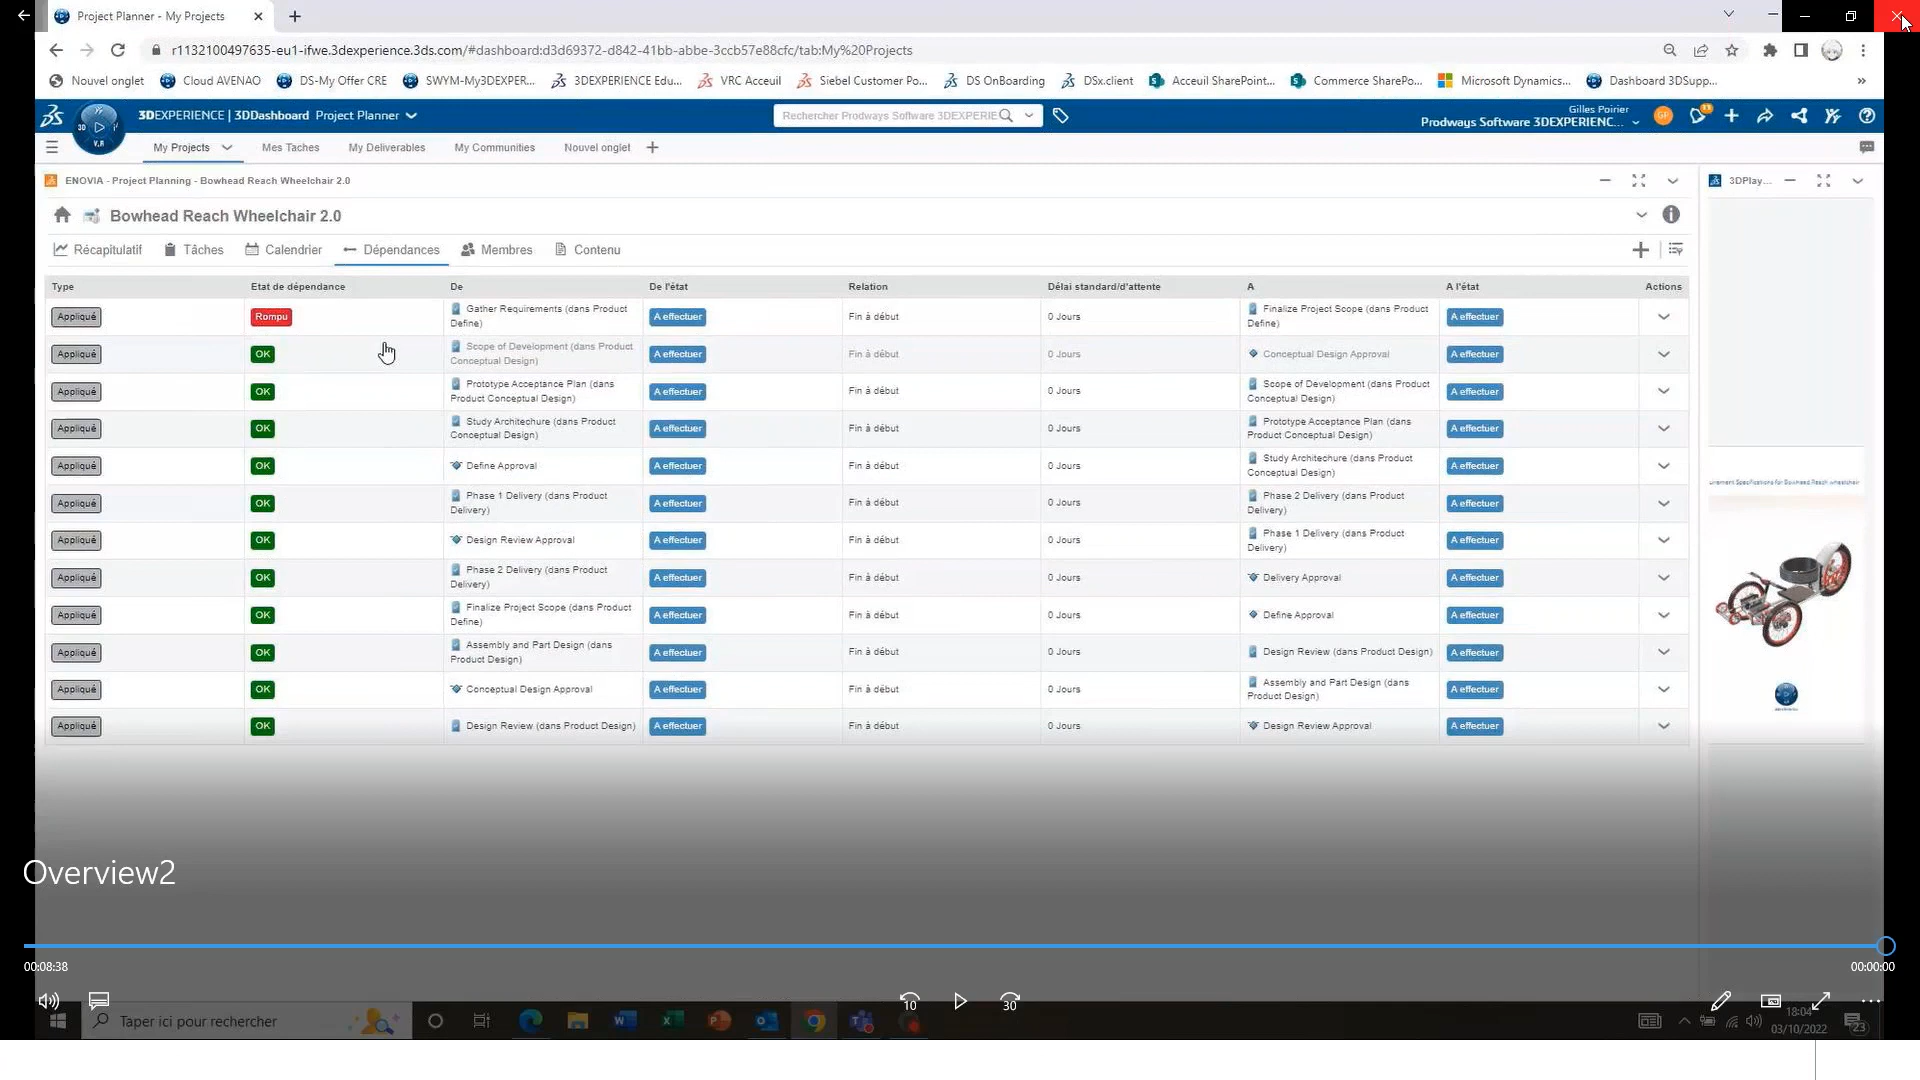 Project Planner - My Projects
r1132100497635-eu1-ifwe.3dexperience.3ds.com/#dashboard:d3d69372-d842-41bb-abbe-3ccb57e88cfc/tab:My%20Projects
Nouvel onglet Cloud AVENAO DS-My Offer CRE SWYM-My3DEXPER... 3DEXPERIENCE Edu... VRC Acceuil Siebel Customer Po... DS OnBoarding DSx.client Acceuil SharePoint... Commerce SharePo... Microsoft Dynamics... Dashboard 3DSupp... »
3DEXPERIENCE | 3DDashboard Project Planner
Rechercher Prodways Software 3DEXPERIE
Gilles Poirier
Prodways Software 3DEXPERIENC...
GP
3D
V.R
My Projects Mes Taches My Deliverables My Communities Nouvel onglet
ENOVIA - Project Planning - Bowhead Reach Wheelchair 2.0
3DPlay...
Bowhead Reach Wheelchair 2.0
Récapitulatif Tâches Calendrier Dépendances Membres Contenu
Type Etat de dépendance De De l'état Relation Délai standard/d'attente A A l'état Actions
Appliqué Rompu Gather Requirements (dans Product Define) A effectuer Fin à début 0 Jours Finalize Project Scope (dans Product Define) A effectuer
Appliqué OK Scope of Development (dans Product Conceptual Design) A effectuer Fin à début 0 Jours Conceptual Design Approval A effectuer
Appliqué OK Prototype Acceptance Plan (dans Product Conceptual Design) A effectuer Fin à début 0 Jours Scope of Development (dans Product Conceptual Design) A effectuer
Appliqué OK Study Architechure (dans Product Conceptual Design) A effectuer Fin à début 0 Jours Prototype Acceptance Plan (dans Product Conceptual Design) A effectuer
Appliqué OK Define Approval A effectuer Fin à début 0 Jours Study Architechure (dans Product Conceptual Design) A effectuer
Appliqué OK Phase 1 Delivery (dans Product Delivery) A effectuer Fin à début 0 Jours Phase 2 Delivery (dans Product Delivery) A effectuer
Appliqué OK Design Review Approval A effectuer Fin à début 0 Jours Phase 1 Delivery (dans Product Delivery) A effectuer
Appliqué OK Phase 2 Delivery (dans Product Delivery) A effectuer Fin à début 0 Jours Delivery Approval A effectuer
Appliqué OK Finalize Project Scope (dans Product Define) A effectuer Fin à début 0 Jours Define Approval A effectuer
Appliqué OK Assembly and Part Design (dans Product Design) A effectuer Fin à début 0 Jours Design Review (dans Product Design) A effectuer
Appliqué OK Conceptual Design Approval A effectuer Fin à début 0 Jours Assembly and Part Design (dans Product Design) A effectuer
Appliqué OK Design Review (dans Product Design) A effectuer Fin à début 0 Jours Design Review Approval A effectuer
urement Specifications for Bowhead Reach wheelchair
Overview2
00:08:38
00:00:00
10
30
Taper ici pour rechercher
18:04
03/10/2022
23